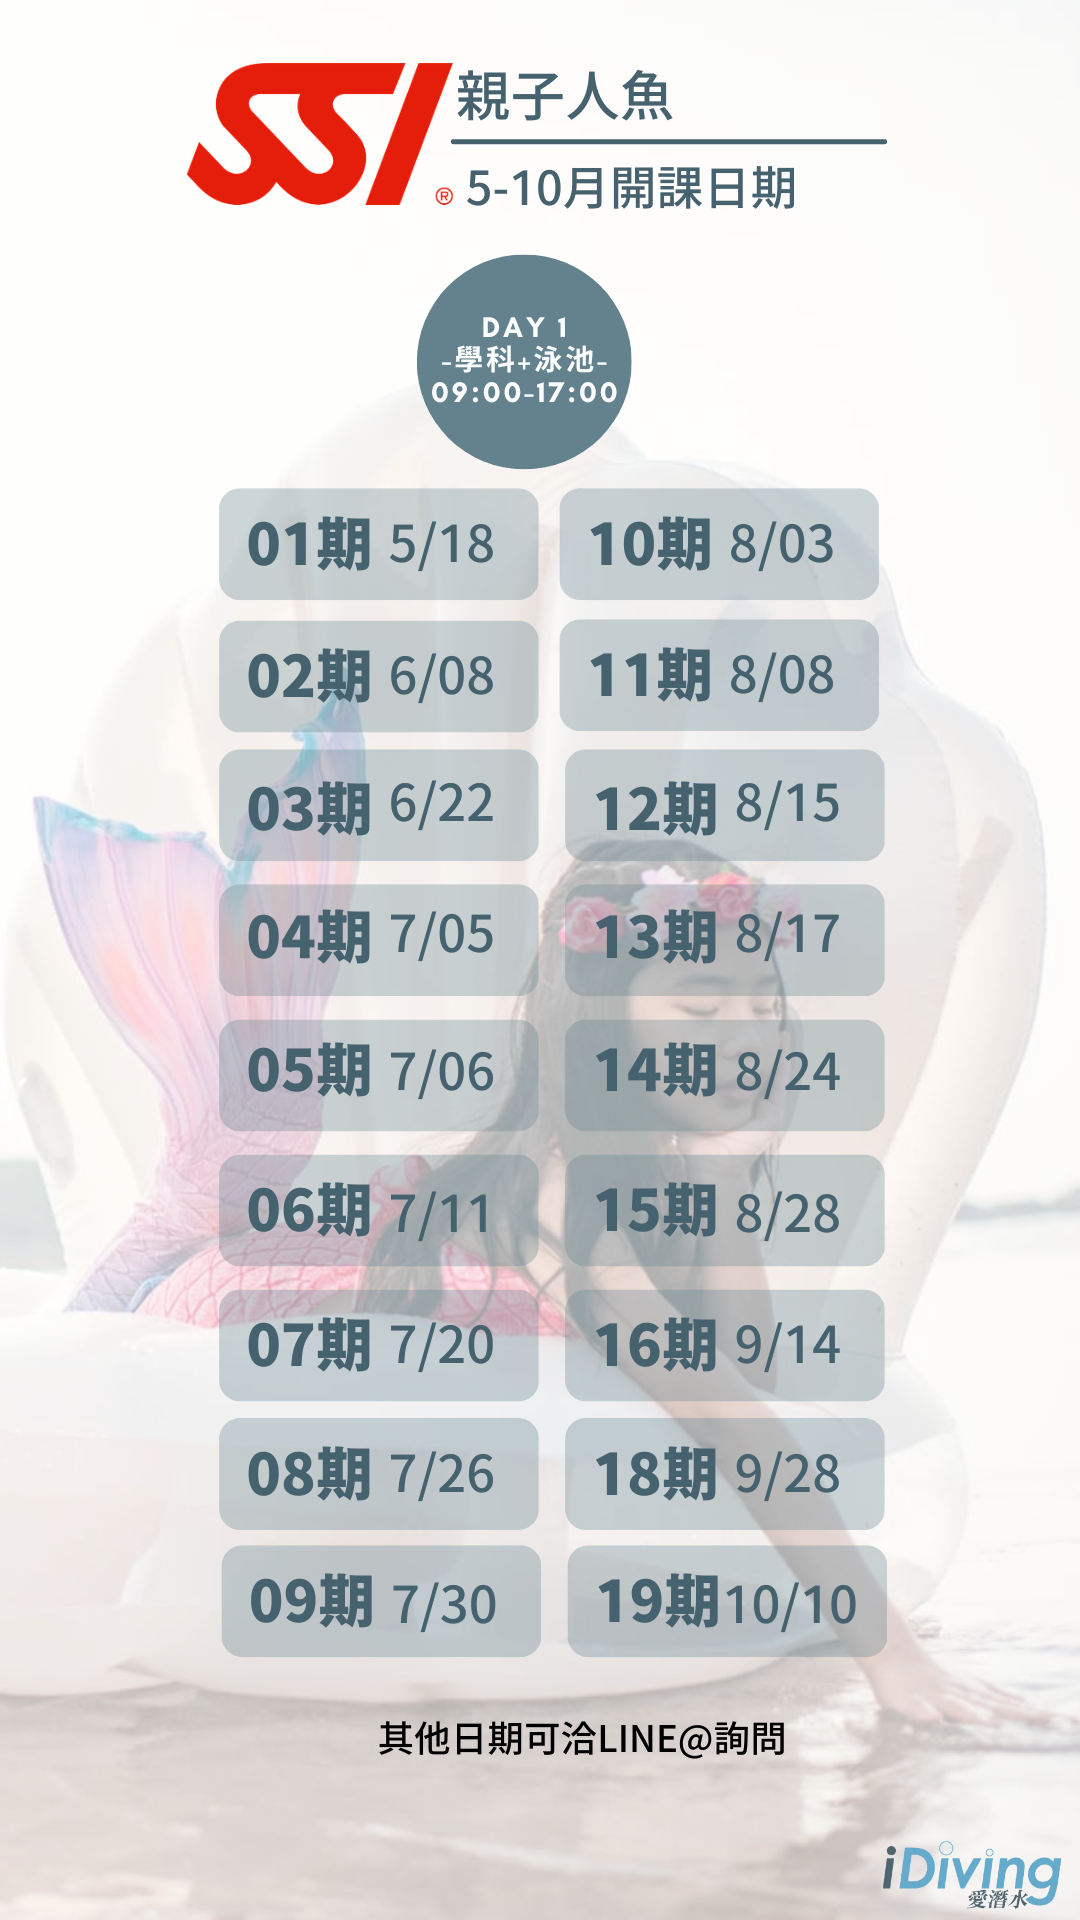 SSI®
親子人魚
5-10月開課日期
DAY 1
-學科+泳池-
09:00-17:00
01期 5/18
10期 8/03
02期 6/08
11期 8/08
03期 6/22
12期 8/15
04期 7/05
13期 8/17
05期 7/06
14期 8/24
06期 7/11
15期 8/28
07期 7/20
16期 9/14
08期 7/26
18期 9/28
09期 7/30
19期 10/10
其他日期可洽LINE@詢問
iDiving
愛潛水